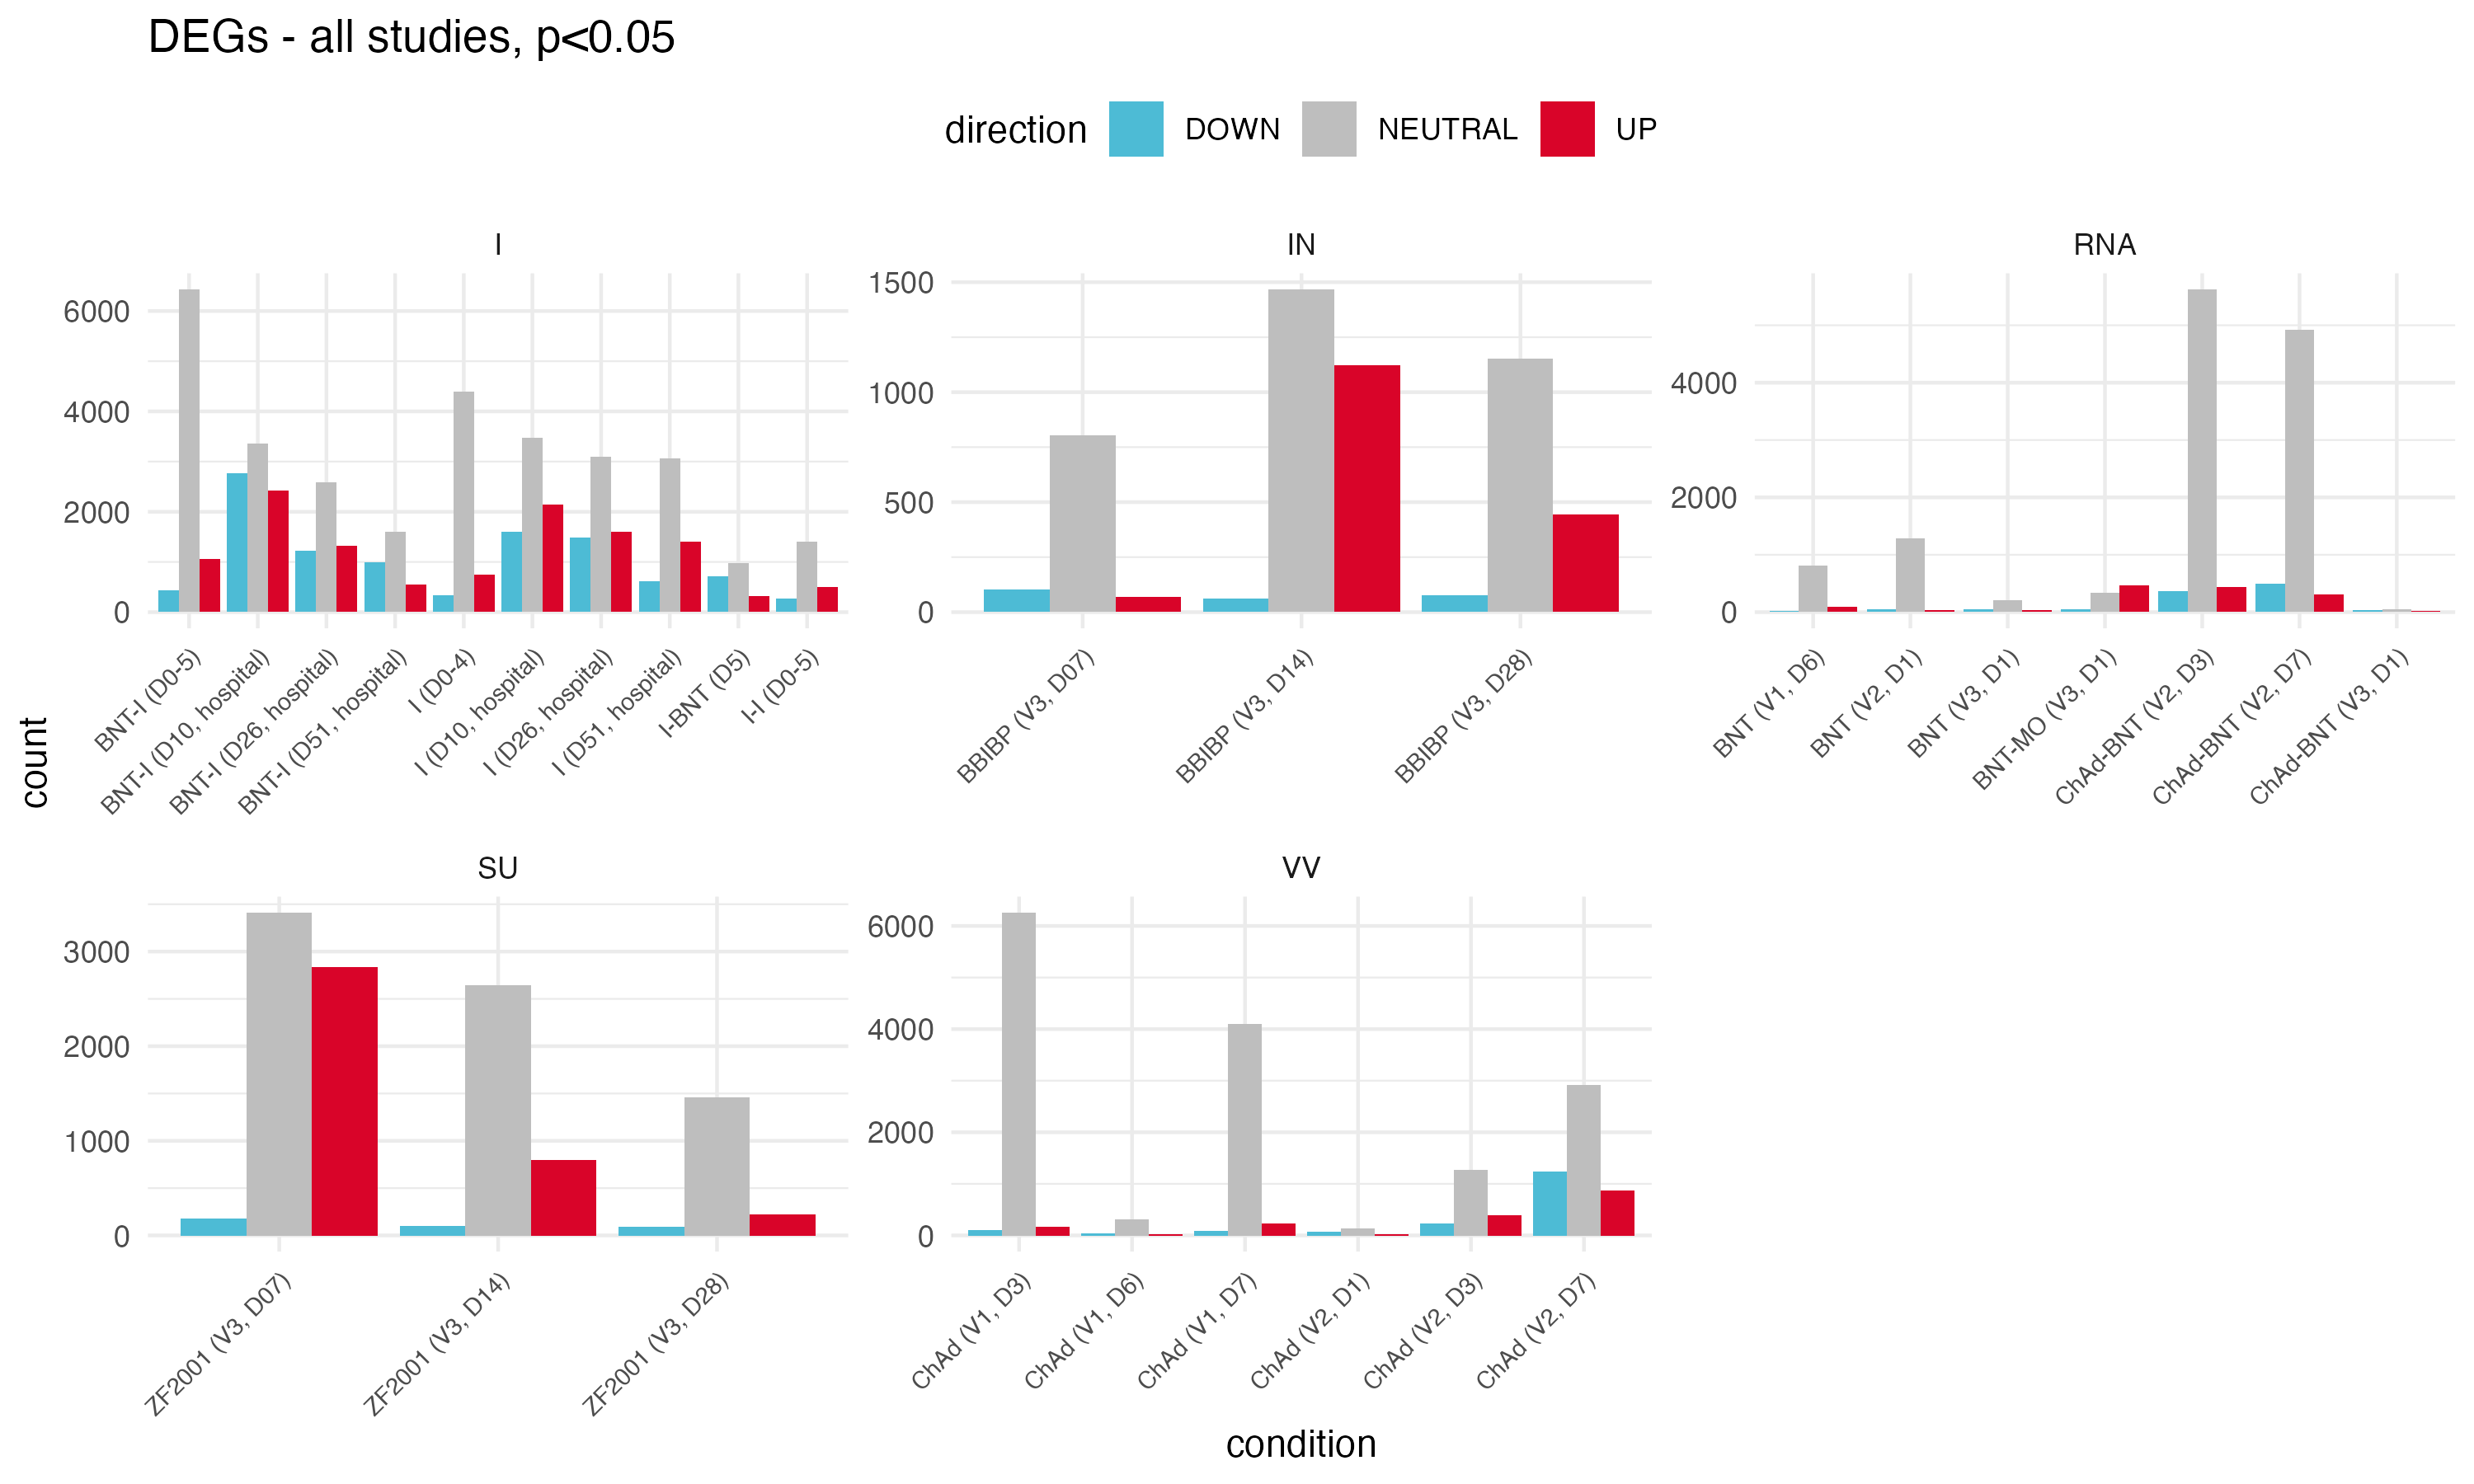 DEGs - all studies, p<0.05
direction DOWN NEUTRAL UP
I
6000
4000
2000
0
BNT-I (D0-5)
BNT-I (D10, hospital)
BNT-I (D26, hospital)
BNT-I (D51, hospital)
I (D0-4)
I (D10, hospital)
I (D26, hospital)
I (D51, hospital)
I-BNT (D5)
I-I (D0-5)
IN
1500
1000
500
0
BBIBP (V3, D07)
BBIBP (V3, D14)
BBIBP (V3, D28)
RNA
4000
2000
0
BNT (V1, D6)
BNT (V2, D1)
BNT (V3, D1)
BNT-MO (V3, D1)
ChAd-BNT (V2, D3)
ChAd-BNT (V2, D7)
ChAd-BNT (V3, D1)
count
SU
3000
2000
1000
0
ZF2001 (V3, D07)
ZF2001 (V3, D14)
ZF2001 (V3, D28)
VV
6000
4000
2000
0
ChAd (V1, D3)
ChAd (V1, D6)
ChAd (V1, D7)
ChAd (V2, D1)
ChAd (V2, D3)
ChAd (V2, D7)
condition